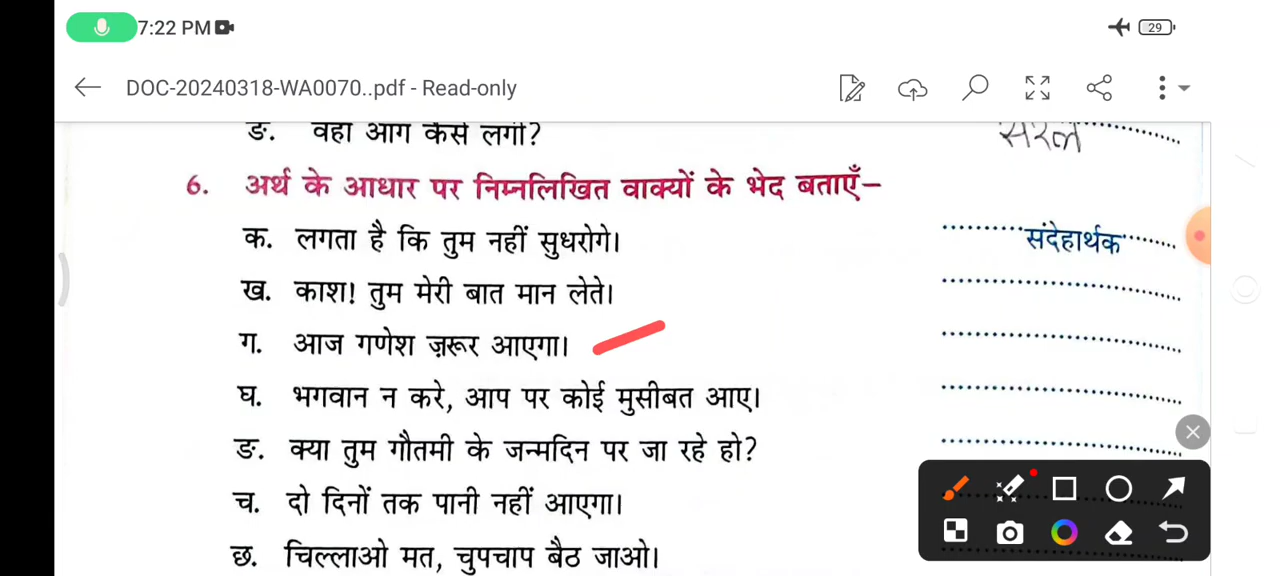 7:22 PM
29
DOC-20240318-WA0070..pdf - Read-only
ङ. वहाँ आग कैसे लगी? सरल
6. अर्थ के आधार पर निम्नलिखित वाक्यों के भेद बताएँ–
क. लगता है कि तुम नहीं सुधरोगे। संदेहार्थक
ख. काश! तुम मेरी बात मान लेते।
ग. आज गणेश ज़रूर आएगा।
घ. भगवान न करे, आप पर कोई मुसीबत आए।
ङ. क्या तुम गौतमी के जन्मदिन पर जा रहे हो?
च. दो दिनों तक पानी नहीं आएगा।
छ. चिल्लाओ मत, चुपचाप बैठ जाओ।